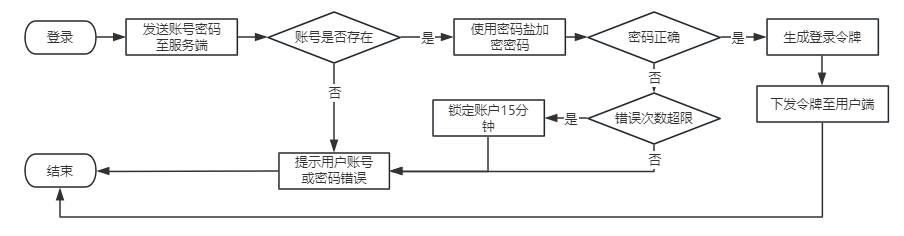 登录
发送账号密码
至服务端
账号是否存在
是
使用密码盐加
密密码
密码正确
是
生成登录令牌
否
否
下发令牌至用户端
锁定账户15分
钟
是
错误次数超限
否
结束
提示用户账号
或密码错误